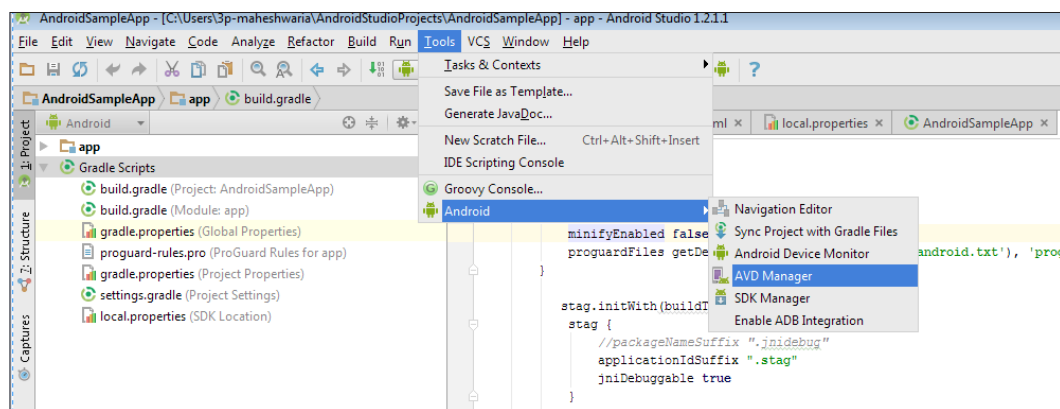 AndroidSampleApp - [C:\Users\3p-maheshwaria\AndroidStudioProjects\AndroidSampleApp] - app - Android Studio 1.2.1.1
File Edit View Navigate Code Analyze Refactor Build Run Tools VCS Window Help
AndroidSampleApp app build.gradle
Android
1: Project
Z: Structure
Captures
app
Gradle Scripts
build.gradle (Project: AndroidSampleApp)
build.gradle (Module: app)
gradle.properties (Global Properties)
proguard-rules.pro (ProGuard Rules for app)
gradle.properties (Project Properties)
settings.gradle (Project Settings)
local.properties (SDK Location)
Tasks & Contexts
Save File as Template...
Generate JavaDoc...
New Scratch File... Ctrl+Alt+Shift+Insert
IDE Scripting Console
Groovy Console...
Android
Navigation Editor
Sync Project with Gradle Files
Android Device Monitor
AVD Manager
SDK Manager
Enable ADB Integration
ml local.properties AndroidSampleApp
minifyEnabled false
proguardFiles getDe android.txt'), 'prog
}
stag.initWith(buildT
stag {
//packageNameSuffix ".jnidebug"
applicationIdSuffix ".stag"
jniDebuggable true
}